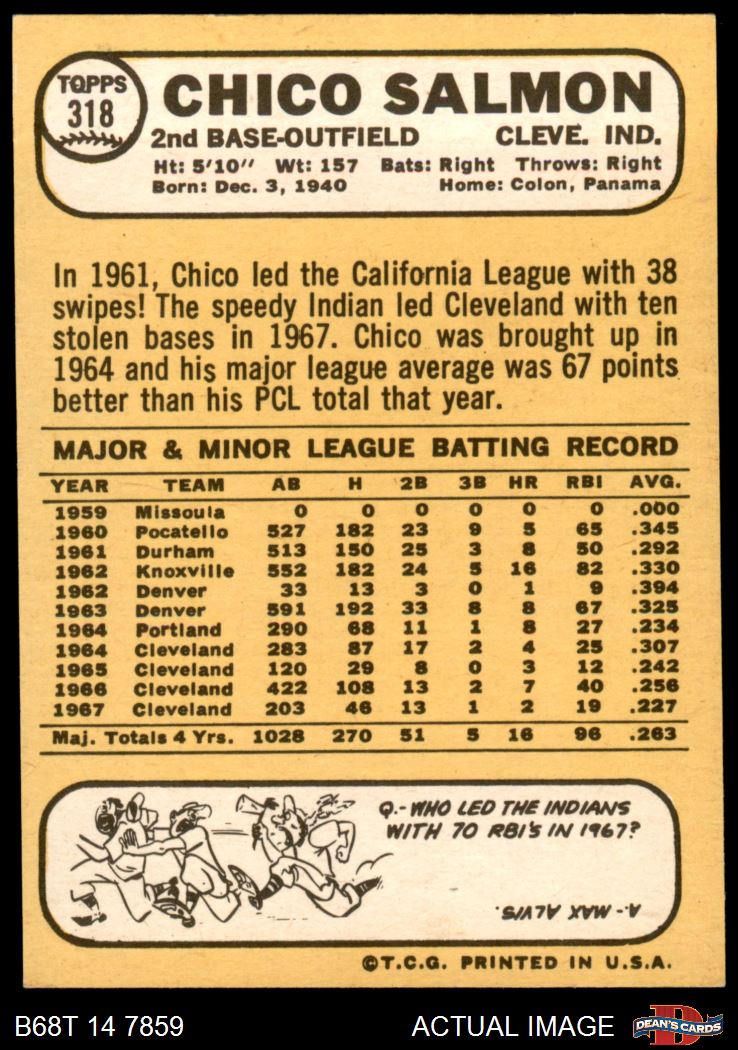 TOPPS
318
CHICO SALMON
2nd BASE-OUTFIELD CLEVE. IND.
Ht: 5'10" Wt: 157 Bats: Right Throws: Right
Born: Dec. 3, 1940 Home: Colon, Panama
In 1961, Chico led the California League with 38
swipes! The speedy Indian led Cleveland with ten
stolen bases in 1967. Chico was brought up in
1964 and his major league average was 67 points
better than his PCL total that year.
MAJOR & MINOR LEAGUE BATTING RECORD
YEAR TEAM AB H 2B 3B HR RBI AVG.
1959 Missoula 0 0 0 0 0 0 .000
1960 Pocatello 527 182 23 9 5 65 .345
1961 Durham 513 150 25 3 8 50 .292
1962 Knoxville 552 182 24 5 16 82 .330
1962 Denver 33 13 3 0 1 9 .394
1963 Denver 591 192 33 8 8 67 .325
1964 Portland 290 68 11 1 8 27 .234
1964 Cleveland 283 87 17 2 4 25 .307
1965 Cleveland 120 29 8 0 3 12 .242
1966 Cleveland 422 108 13 2 7 40 .256
1967 Cleveland 203 46 13 1 2 19 .227
Maj. Totals 4 Yrs. 1028 270 51 5 16 96 .263
Q.- WHO LED THE INDIANS
WITH 70 RBI'S IN 1967?
A.- MAX ALVIS.
©T.C.G. PRINTED IN U.S.A.
B68T 14 7859 ACTUAL IMAGE
D
DEAN'S CARDS